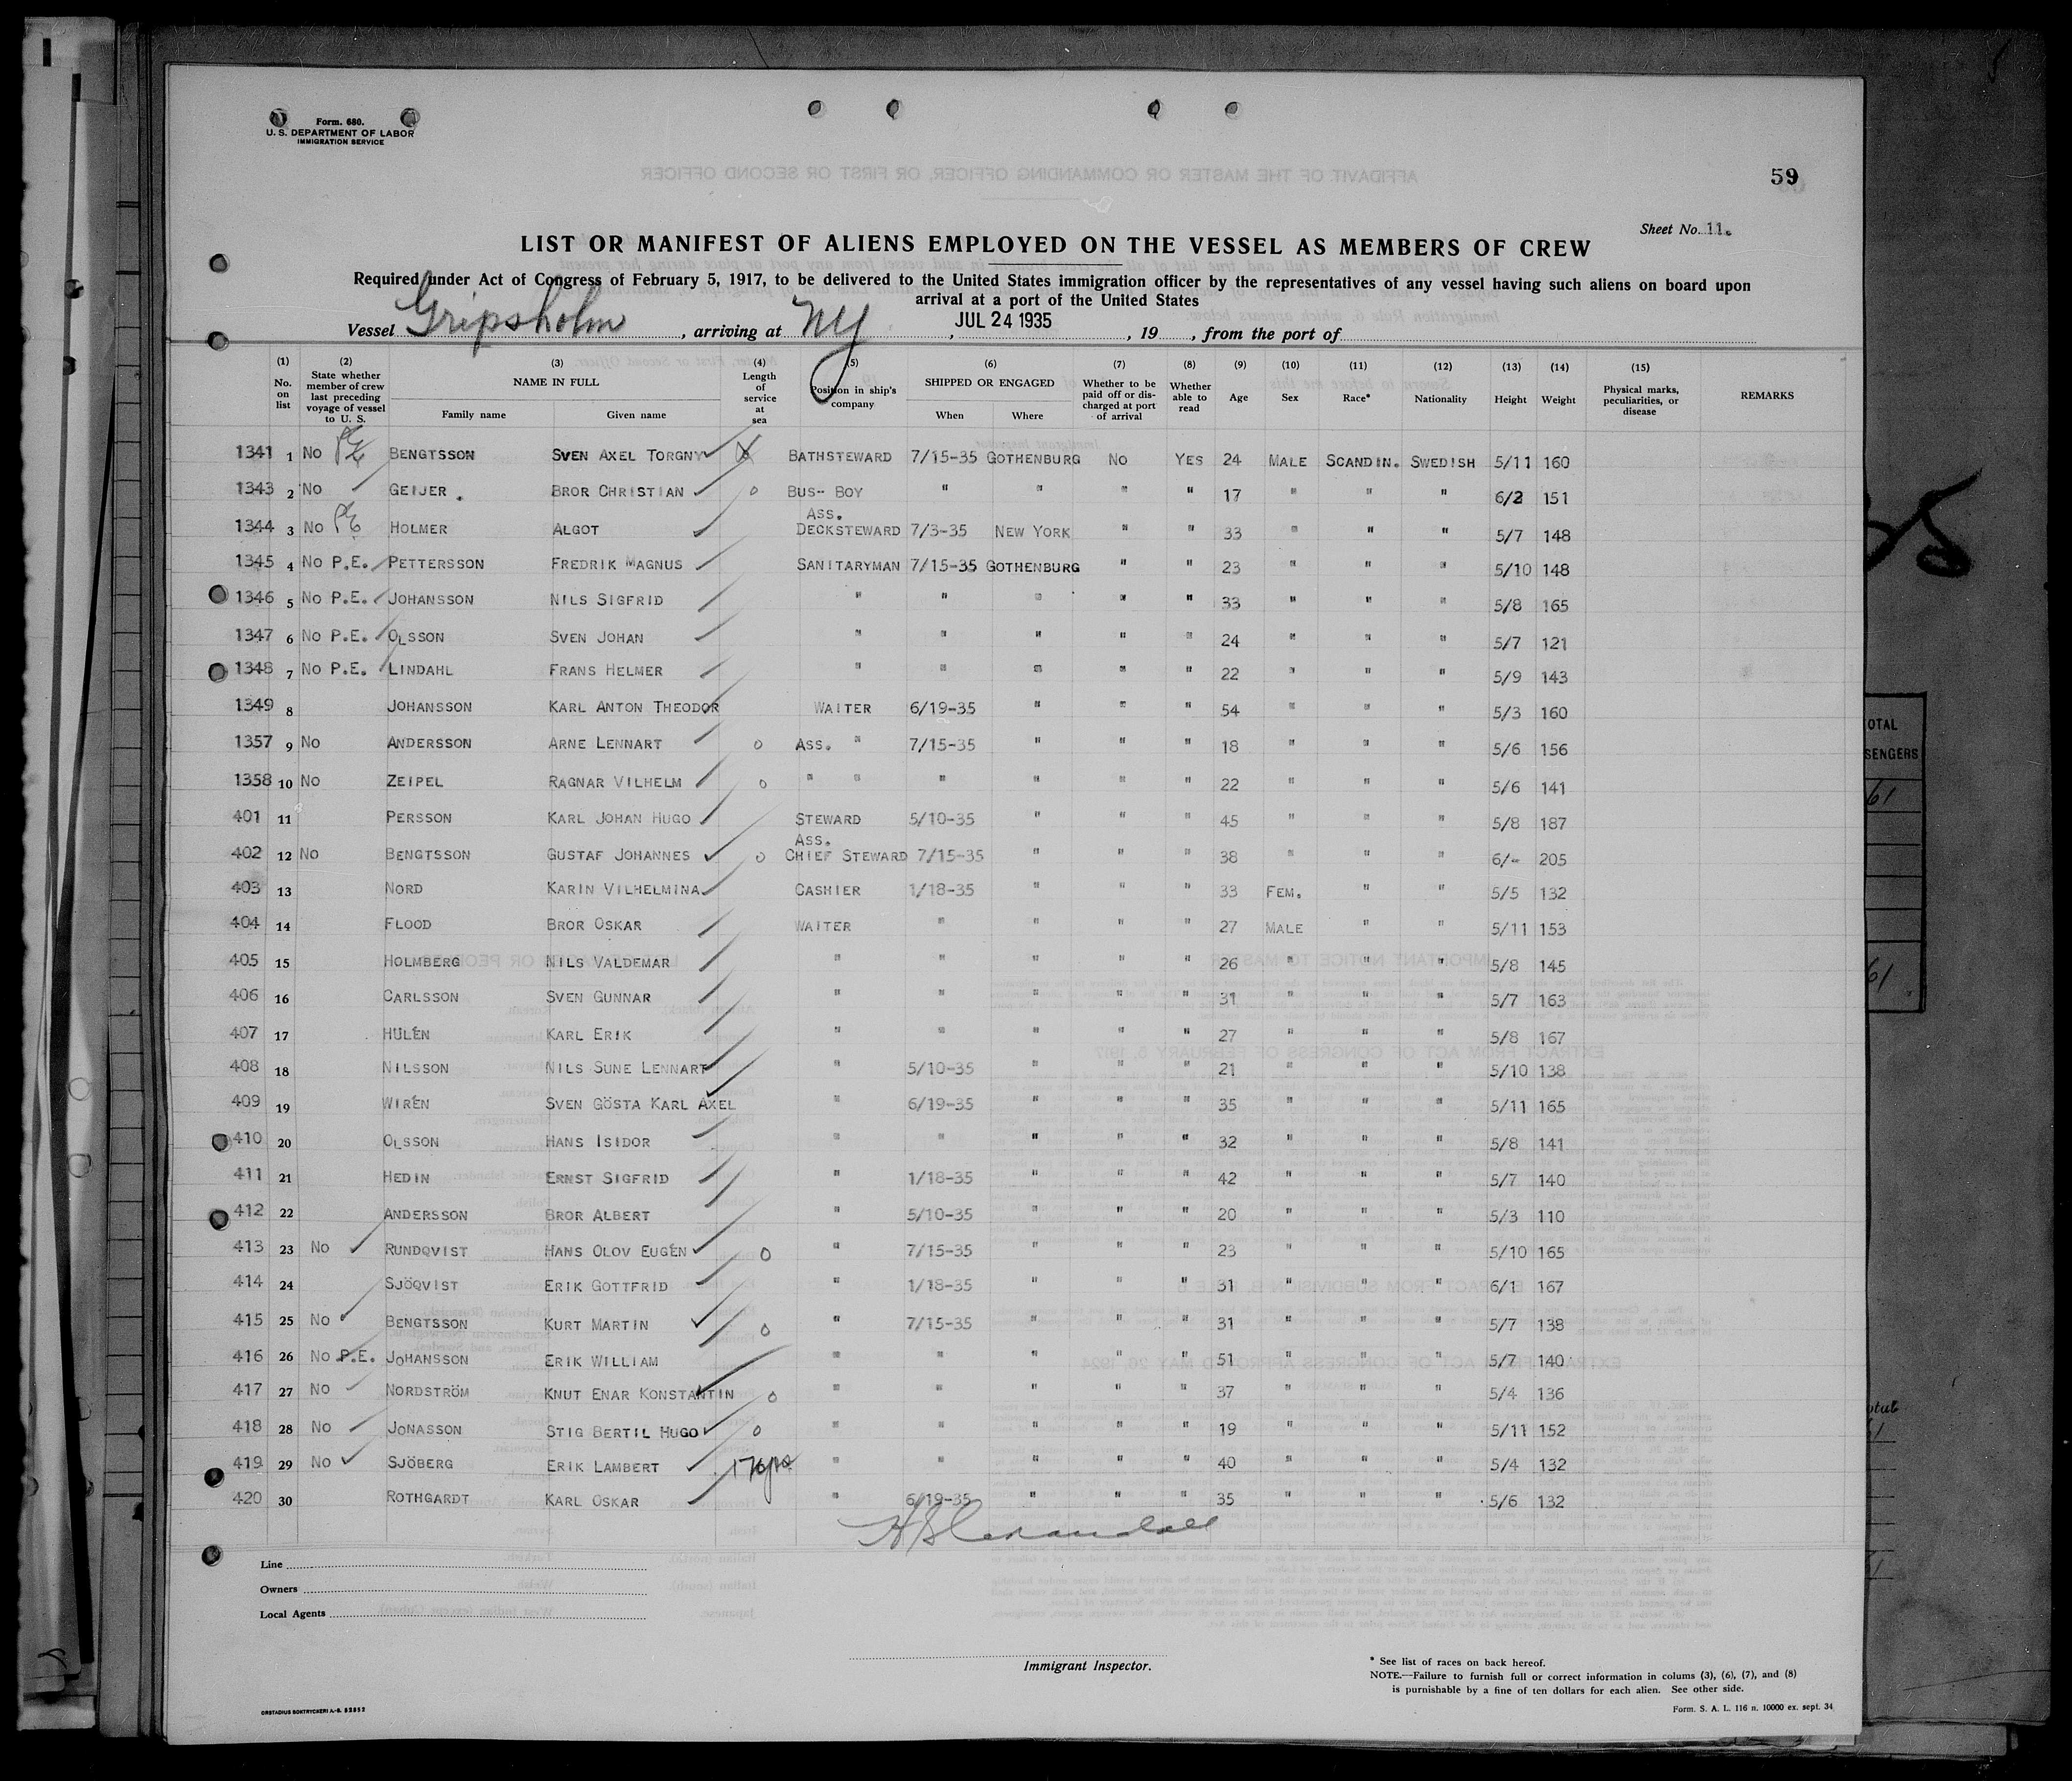 Form. 680.
U. S. DEPARTMENT OF LABOR
IMMIGRATION SERVICE
59
Sheet No. 11.
LIST OR MANIFEST OF ALIENS EMPLOYED ON THE VESSEL AS MEMBERS OF CREW
Required under Act of Congress of February 5, 1917, to be delivered to the United States immigration officer by the representatives of any vessel having such aliens on board upon
arrival at a port of the United States
Vessel Gripsholm, arriving at NY, JUL 24 1935, 19, from the port of
(1) No. on list (2) State whether member of crew last preceding voyage of vessel to U. S. (3) NAME IN FULL Family name Given name (4) Length of service at sea (5) Position in ship's company (6) SHIPPED OR ENGAGED When Where (7) Whether to be paid off or discharged at port of arrival (8) Whether able to read (9) Age (10) Sex (11) Race* (12) Nationality (13) Height (14) Weight (15) Physical marks, peculiarities, or disease REMARKS
1341 1 No PE BENGTSSON SVEN AXEL TORGNY BATHSTEWARD 7/15-35 GOTHENBURG No YES 24 MALE SCANDIN. SWEDISH 5/11 160
1343 2 No GEIJER. BROR CHRISTIAN o BUS- BOY " " " " 17 " " " 6/2 151
1344 3 No PE HOLMER ALGOT ASS. DECKSTEWARD 7/3-35 NEW YORK " " 33 " " " 5/7 148
1345 4 No P.E. PETTERSSON FREDRIK MAGNUS SANITARYMAN 7/15-35 GOTHENBURG " " 23 " " " 5/10 148
1346 5 No P.E. JOHANSSON NILS SIGFRID " " " " " 33 " " " 5/8 165
1347 6 No P.E. OLSSON SVEN JOHAN " " " " " 24 " " " 5/7 121
1348 7 No P.E. LINDAHL FRANS HELMER " " " " " 22 " " " 5/9 143
1349 8 JOHANSSON KARL ANTON THEODOR WAITER 6/19-35 " " " 54 " " " 5/3 160
1357 9 No ANDERSSON ARNE LENNART o ASS. " 7/15-35 " " " 18 " " " 5/6 156
1358 10 No ZEIPEL RAGNAR VILHELM o " " " " " " 22 " " " 5/6 141
401 11 PERSSON KARL JOHAN HUGO STEWARD 5/10-35 " " " 45 " " " 5/8 187
402 12 No BENGTSSON GUSTAF JOHANNES o ASS. CHIEF STEWARD 7/15-35 " " " 38 " " " 6/- 205
403 13 NORD KARIN VILHELMINA CASHIER 1/18-35 " " " 33 FEM. " " 5/5 132
404 14 FLOOD BROR OSKAR WAITER " " " " 27 MALE " " 5/11 153
405 15 HOLMBERG NILS VALDEMAR " " " " " 26 " " " 5/8 145
406 16 CARLSSON SVEN GUNNAR " " " " " 31 " " " 5/7 163
407 17 HULÉN KARL ERIK " " " " " 27 " " " 5/8 167
408 18 NILSSON NILS SUNE LENNART " 5/10-35 " " " 21 " " " 5/10 138
409 19 WIRÉN SVEN GÖSTA KARL AXEL " 6/19-35 " " " 35 " " " 5/11 165
410 20 OLSSON HANS ISIDOR " " " " " 32 " " " 5/8 141
411 21 HEDIN ERNST SIGFRID " 1/18-35 " " " 42 " " " 5/7 140
412 22 ANDERSSON BROR ALBERT " 5/10-35 " " " 20 " " " 5/3 110
413 23 No RUNDQVIST HANS OLOV EUGÉN o " 7/15-35 " " " 23 " " " 5/10 165
414 24 SJÖQVIST ERIK GOTTFRID " 1/18-35 " " " 31 " " " 6/1 167
415 25 No BENGTSSON KURT MARTIN o " 7/15-35 " " " 31 " " " 5/7 138
416 26 No P.E. JOHANSSON ERIK WILLIAM " " " " " 51 " " " 5/7 140
417 27 No NORDSTRÖM KNUT ENAR KONSTANTIN o " " " " " 37 " " " 5/4 136
418 28 No JONASSON STIG BERTIL HUGO o " " " " " 19 " " " 5/11 152
419 29 No SJÖBERG ERIK LAMBERT " " " " " 40 " " " 5/4 132
420 30 ROTHGARDT KARL OSKAR " 6/19-35 " " " 35 " " " 5/6 132
Line
Owners
Local Agents
Immigrant Inspector.
* See list of races on back hereof.
NOTE.—Failure to furnish full or correct information in colums (3), (6), (7), and (8)
is punishable by a fine of ten dollars for each alien. See other side.
Form. S. A. L. 116 n. 10000 ex. sept. 34
OTAL
SENGERS
61
61